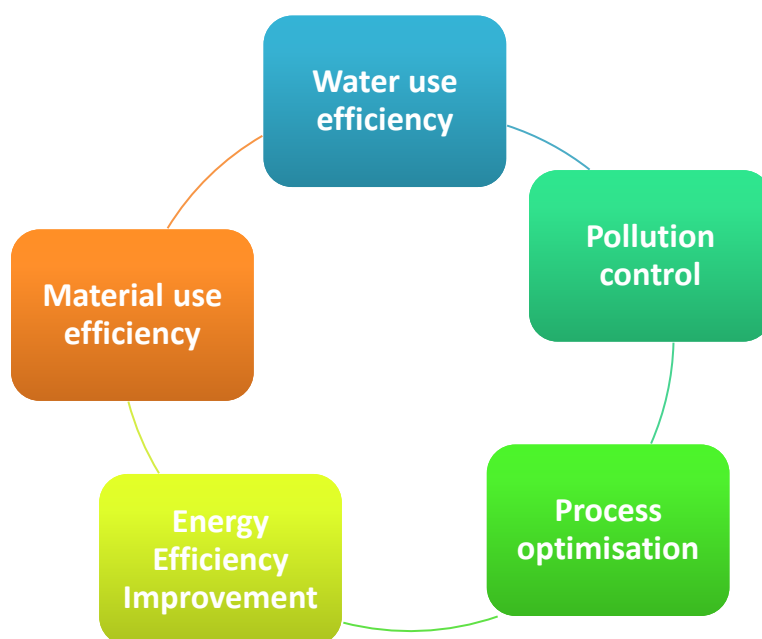 Water use
efficiency
Pollution
control
Process
optimisation
Energy
Efficiency
Improvement
Material use
efficiency